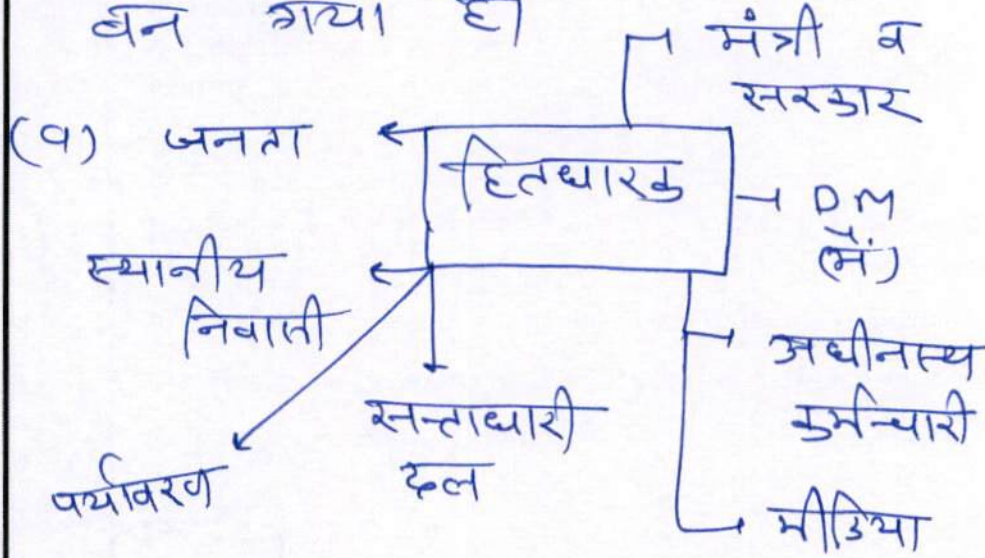 बन गया है।
मंत्री व
सरकार
(a) जनता
हितधारक
DM
(मैं)
स्थानीय
निवासी
अधीनस्थ
कर्मचारी
सत्ताधारी
दल
पर्यावरण
मीडिया